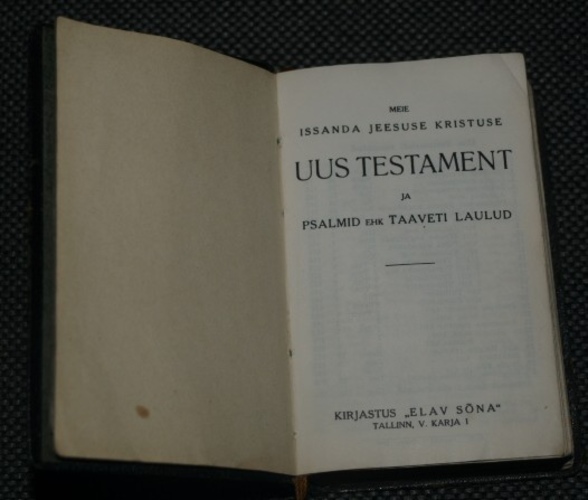 MEIE
ISSANDA JEESUSE KRISTUSE
UUS TESTAMENT
JA
PSALMID EHK TAAVETI LAULUD
KIRJASTUS „ELAV SÕNA“
TALLINN, V. KARJA 1